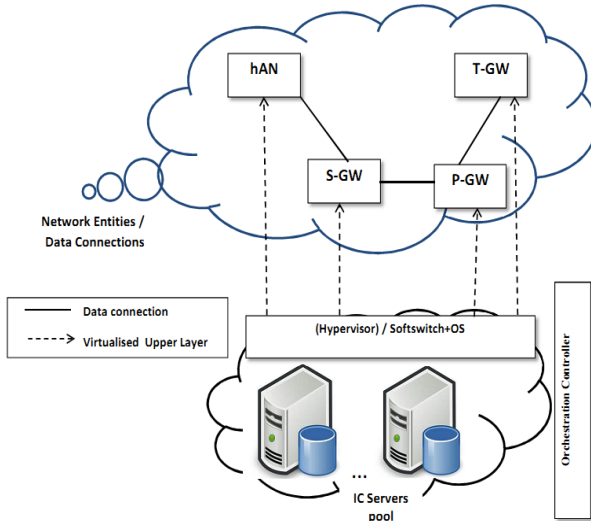 hAN
T-GW
S-GW
P-GW
Network Entities /
Data Connections
Data connection
Virtualised Upper Layer
(Hypervisor) / Softswitch+OS
Orchestration Controller
...
IC Servers
pool